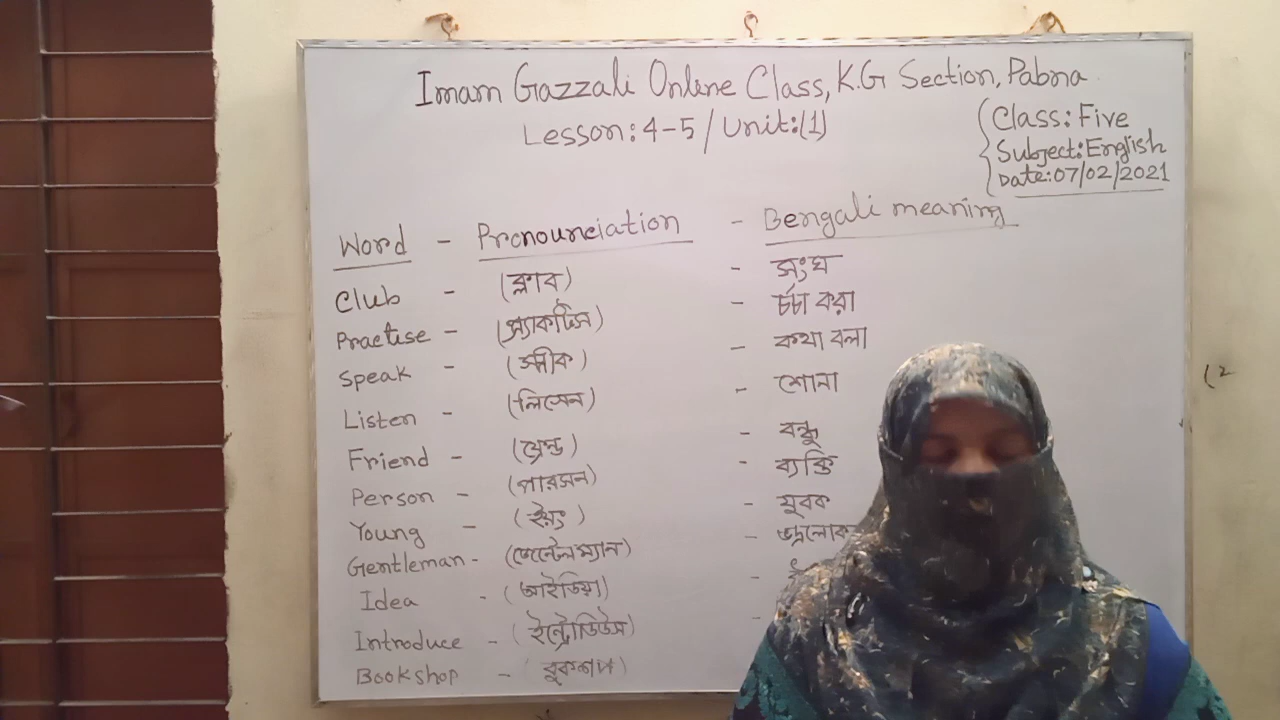 Imam Gazzali Online Class, K.G Section, Pabna
Lesson: 4-5 / Unit:(1)
Class: Five
Subject: English
Date: 07/02/2021
Word - Pronounciation - Bengali meaning
Club - (ক্লাব) - সংঘ
Practise - (প্র্যাকটিস) - চর্চা করা
Speak - (স্পীক) - কথা বলা
Listen - (লিসেন) - শোনা
Friend - (ফ্রেন্ড) - বন্ধু
Person - (পারসন) - ব্যক্তি
Young - (ইয়ং) - যুবক
Gentleman - (জেন্টেলম্যান) - ভদ্রলোক
Idea - (আইডিয়া) -
Introduce - (ইন্ট্রোডিউস) -
Bookshop - (বুকশপ)
(2